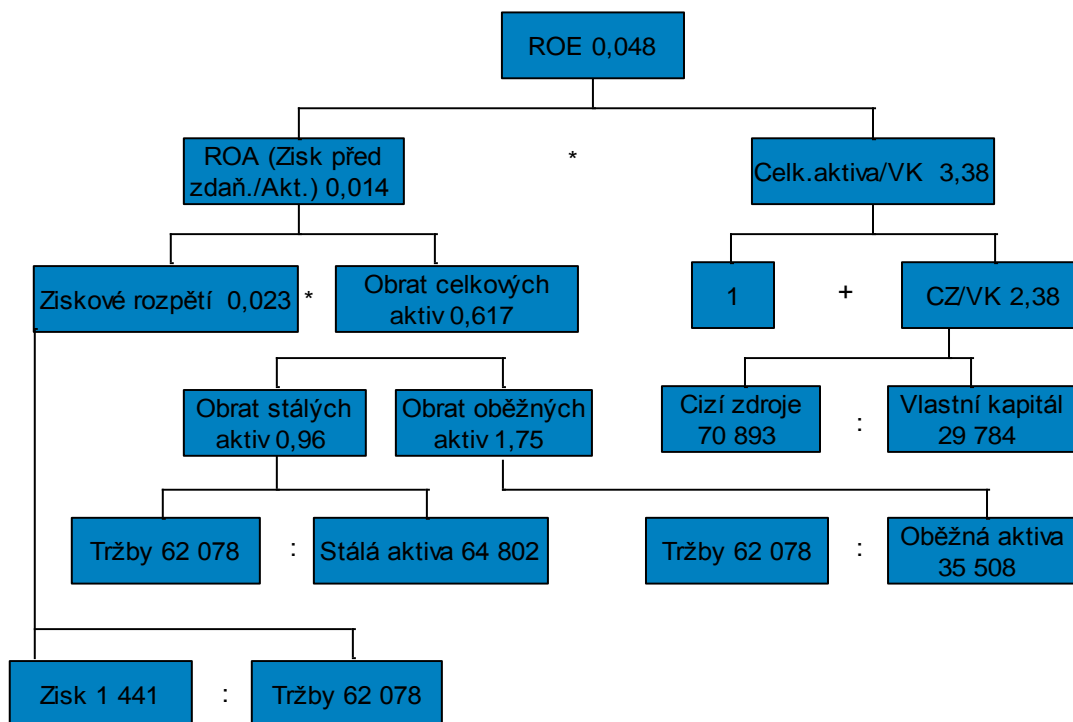 ROE 0,048
ROA (Zisk před
zdaň./Akt.) 0,014
*
Celk.aktiva/VK 3,38
Ziskové rozpětí 0,023
*
Obrat celkových
aktiv 0,617
1
+
CZ/VK 2,38
Obrat stálých
aktiv 0,96
Obrat oběžných
aktiv 1,75
Cizí zdroje
70 893
:
Vlastní kapitál
29 784
Tržby 62 078
:
Stálá aktiva 64 802
Tržby 62 078
:
Oběžná aktiva
35 508
Zisk 1 441
:
Tržby 62 078